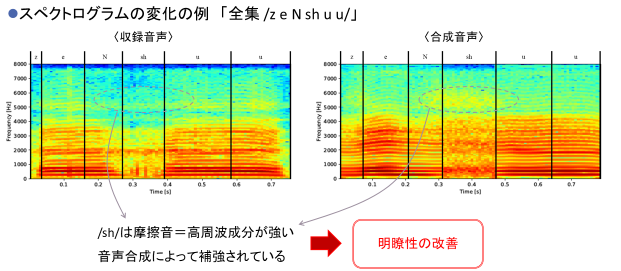 ●スペクトログラムの変化の例 「全集 /z e N sh u u/」
〈収録音声〉
〈合成音声〉
z e N sh u u
z e N sh u u
8000
7000
6000
5000
4000
3000
2000
1000
0
Frequency [Hz]
0.1 0.2 0.3 0.4 0.5 0.6 0.7
Time [s]
8000
7000
6000
5000
4000
3000
2000
1000
0
Frequency [Hz]
0.1 0.2 0.3 0.4 0.5 0.6 0.7
Time [s]
/sh/は摩擦音＝高周波成分が強い
音声合成によって補強されている
明瞭性の改善